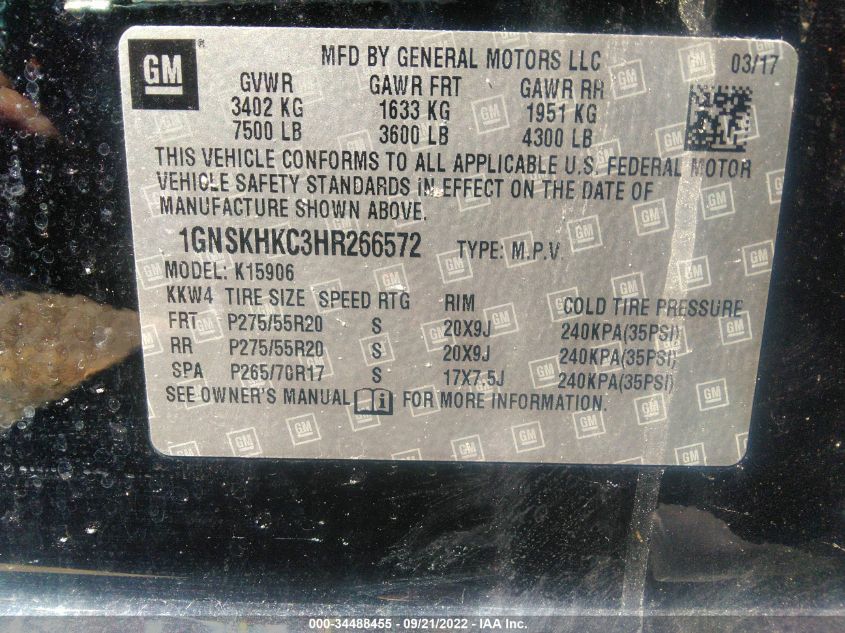 GM ® MFD BY GENERAL MOTORS LLC 03/17
GVWR GAWR FRT GAWR RR
3402 KG 1633 KG 1951 KG
7500 LB 3600 LB 4300 LB
THIS VEHICLE CONFORMS TO ALL APPLICABLE U.S. FEDERAL MOTOR
VEHICLE SAFETY STANDARDS IN EFFECT ON THE DATE OF
MANUFACTURE SHOWN ABOVE.
1GNSKHKC3HR266572 TYPE: M.P.V.
MODEL: K15906
KKW4 TIRE SIZE SPEED RTG RIM COLD TIRE PRESSURE
FRT P275/55R20 S 20X9J 240KPA(35PSI)
RR P275/55R20 S 20X9J 240KPA(35PSI)
SPA P265/70R17 S 17X7.5J 240KPA(35PSI)
SEE OWNER'S MANUAL i FOR MORE INFORMATION.
000-34488455 - 09/21/2022 - IAA Inc.